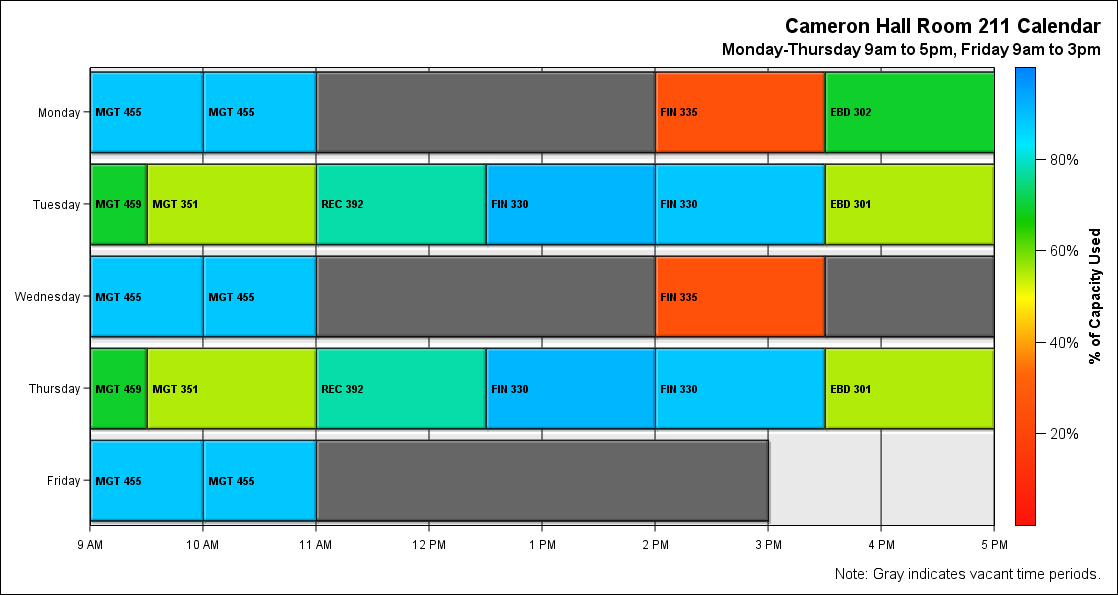 Cameron Hall Room 211 Calendar
Monday-Thursday 9am to 5pm, Friday 9am to 3pm
Monday
MGT 455
MGT 455
FIN 335
EBD 302
Tuesday
MGT 459
MGT 351
REC 392
FIN 330
FIN 330
EBD 301
Wednesday
MGT 455
MGT 455
FIN 335
Thursday
MGT 459
MGT 351
REC 392
FIN 330
FIN 330
EBD 301
Friday
MGT 455
MGT 455
9 AM
10 AM
11 AM
12 PM
1 PM
2 PM
3 PM
4 PM
5 PM
80%
60%
40%
20%
% of Capacity Used
Note: Gray indicates vacant time periods.